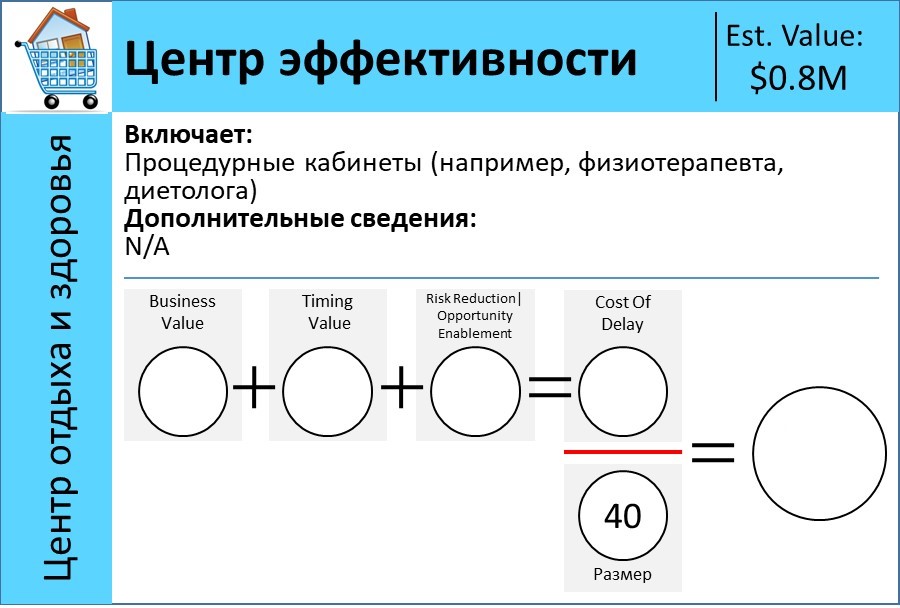 Центр эффективности
Est. Value:
$0.8M
Центр отдыха и здоровья
Включает:
Процедурные кабинеты (например, физиотерапевта,
диетолога)
Дополнительные сведения:
N/A
Business
Value
+
Timing
Value
+
Risk Reduction|
Opportunity
Enablement
=
Cost Of
Delay
=
40
Размер